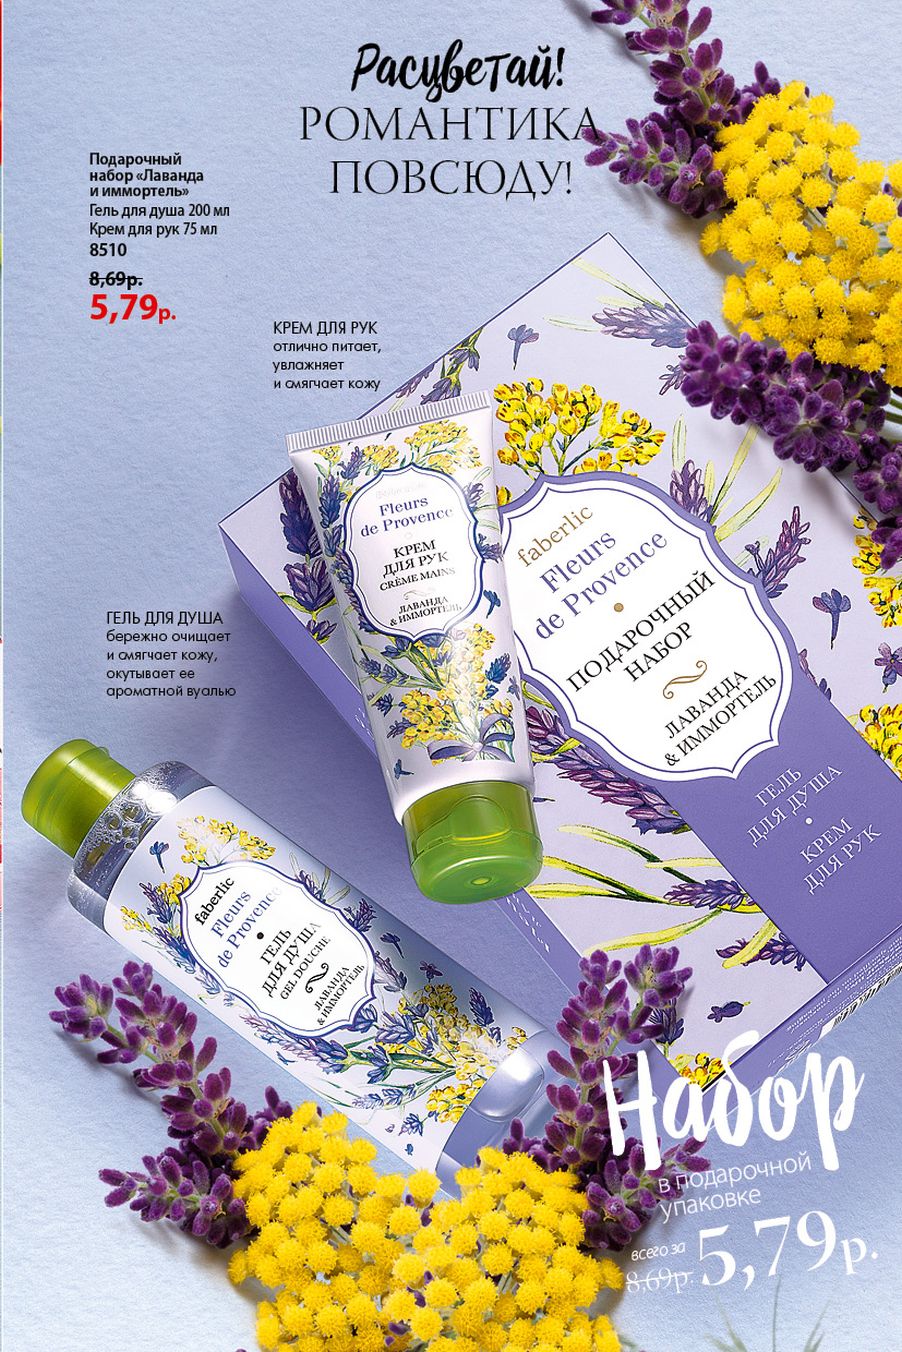 Расцветай!
РОМАНТИКА
ПОВСЮДУ!
Подарочный
набор «Лаванда
и иммортель»
Гель для душа 200 мл
Крем для рук 75 мл
8510
8,69р.
5,79р.
КРЕМ ДЛЯ РУК
отлично питает,
увлажняет
и смягчает кожу
ГЕЛЬ ДЛЯ ДУША
бережно очищает
и смягчает кожу,
окутывает ее
ароматной вуалью
Fleurs
de Provence
КРЕМ
ДЛЯ РУК
CRÈME MAINS
ЛАВАНДА
& ИММОРТЕЛЬ
faberlic
Fleurs
de Provence
ПОДАРОЧНЫЙ
НАБОР
ЛАВАНДА
& ИММОРТЕЛЬ
ГЕЛЬ
ДЛЯ ДУША
КРЕМ
ДЛЯ РУК
faberlic
Fleurs
de Provence
ГЕЛЬ
ДЛЯ ДУША
GEL DOUCHE
ЛАВАНДА
& ИММОРТЕЛЬ
Набор
в подарочной
упаковке
всего за
8,69р.
5,79р.